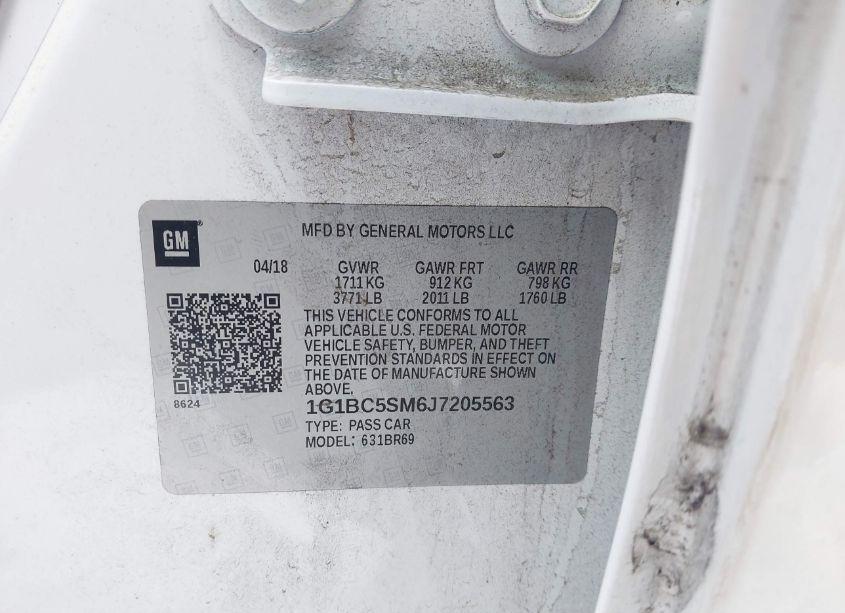 GM
MFD BY GENERAL MOTORS LLC
04/18 GVWR GAWR FRT GAWR RR
1711 KG 912 KG 798 KG
3771 LB 2011 LB 1760 LB
THIS VEHICLE CONFORMS TO ALL
APPLICABLE U.S. FEDERAL MOTOR
VEHICLE SAFETY, BUMPER, AND THEFT
PREVENTION STANDARDS IN EFFECT ON
THE DATE OF MANUFACTURE SHOWN
ABOVE.
8624
1G1BC5SM6J7205563
TYPE: PASS CAR
MODEL: 631BR69